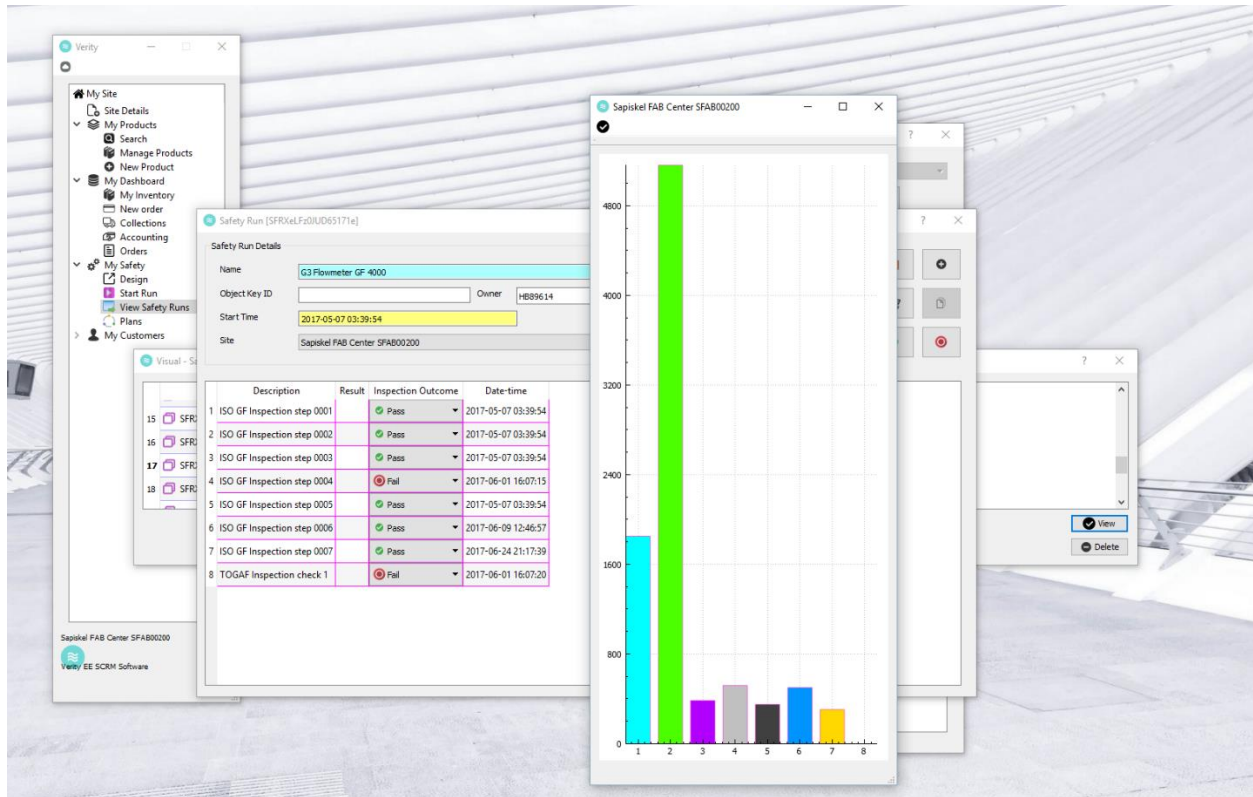 Verity
My Site
Site Details
My Products
Search
Manage Products
New Product
My Dashboard
My Inventory
New order
Collections
Accounting
Orders
My Safety
Design
Start Run
View Safety Runs
Plans
My Customers
Sapiskel FAB Center SFAB00200
Verity EE SCRM Software
Visual - Sa
15 SFRX
16 SFRX
17 SFRX
18 SFRX
View
Delete
Safety Run [SFRXeLFz0JUD65171e]
Safety Run Details
Name G3 Flowmeter GF 4000
Object Key ID Owner HB89614
Start Time 2017-05-07 03:39:54
Site Sapiskel FAB Center SFAB00200
Description Result Inspection Outcome Date-time
1 ISO GF Inspection step 0001 Pass 2017-05-07 03:39:54
2 ISO GF Inspection step 0002 Pass 2017-05-07 03:39:54
3 ISO GF Inspection step 0003 Pass 2017-05-07 03:39:54
4 ISO GF Inspection step 0004 Fail 2017-06-01 16:07:15
5 ISO GF Inspection step 0005 Pass 2017-05-07 03:39:54
6 ISO GF Inspection step 0006 Pass 2017-06-09 12:46:57
7 ISO GF Inspection step 0007 Pass 2017-06-24 21:17:39
8 TOGAF Inspection check 1 Fail 2017-06-01 16:07:20
Sapiskel FAB Center SFAB00200
4800
4000
3200
2400
1600
800
0
1 2 3 4 5 6 7 8